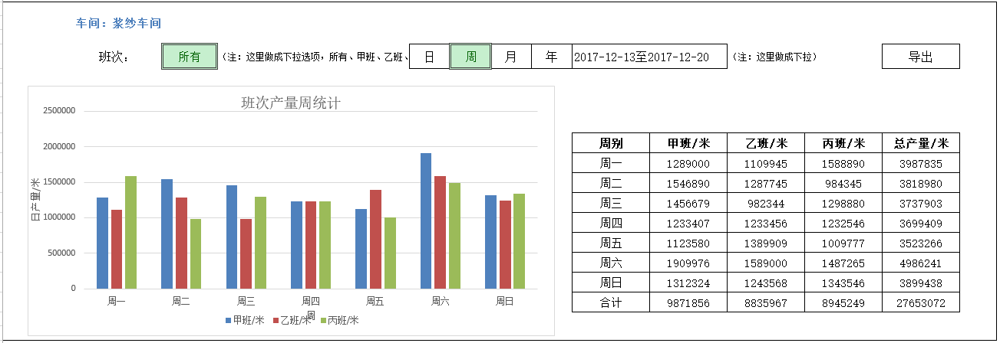 车间：浆纱车间
班次： 所有 （注：这里做成下拉选项，所有、甲班、乙班、 日 周 月 年 2017-12-13至2017-12-20 （注：这里做成下拉） 导出
班次产量周统计
2500000
2000000
1500000
1000000
500000
0
日产量/米
周一 周二 周三 周四 周五 周六 周日
周
甲班/米 乙班/米 丙班/米
周别 甲班/米 乙班/米 丙班/米 总产量/米
周一 1289000 1109945 1588890 3987835
周二 1546890 1287745 984345 3818980
周三 1456679 982344 1298880 3737903
周四 1233407 1233456 1232546 3699409
周五 1123580 1389909 1009777 3523266
周六 1909976 1589000 1487265 4986241
周日 1312324 1243568 1343546 3899438
合计 9871856 8835967 8945249 27653072